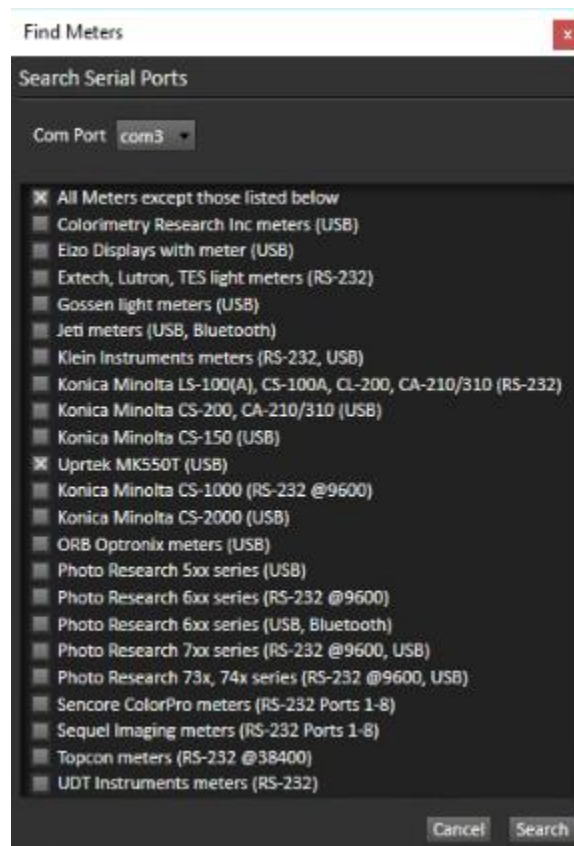 Find Meters
x
Search Serial Ports
Com Port com3
All Meters except those listed below
Colorimetry Research Inc meters (USB)
Eizo Displays with meter (USB)
Extech, Lutron, TES light meters (RS-232)
Gossen light meters (USB)
Jeti meters (USB, Bluetooth)
Klein Instruments meters (RS-232, USB)
Konica Minolta LS-100(A), CS-100A, CL-200, CA-210/310 (RS-232)
Konica Minolta CS-200, CA-210/310 (USB)
Konica Minolta CS-150 (USB)
Uprtek MK550T (USB)
Konica Minolta CS-1000 (RS-232 @9600)
Konica Minolta CS-2000 (USB)
ORB Optronix meters (USB)
Photo Research 5xx series (USB)
Photo Research 6xx series (RS-232 @9600)
Photo Research 6xx series (USB, Bluetooth)
Photo Research 7xx series (RS-232 @9600, USB)
Photo Research 73x, 74x series (RS-232 @9600, USB)
Sencore ColorPro meters (RS-232 Ports 1-8)
Sequel Imaging meters (RS-232 Ports 1-8)
Topcon meters (RS-232 @38400)
UDT Instruments meters (RS-232)
Cancel Search